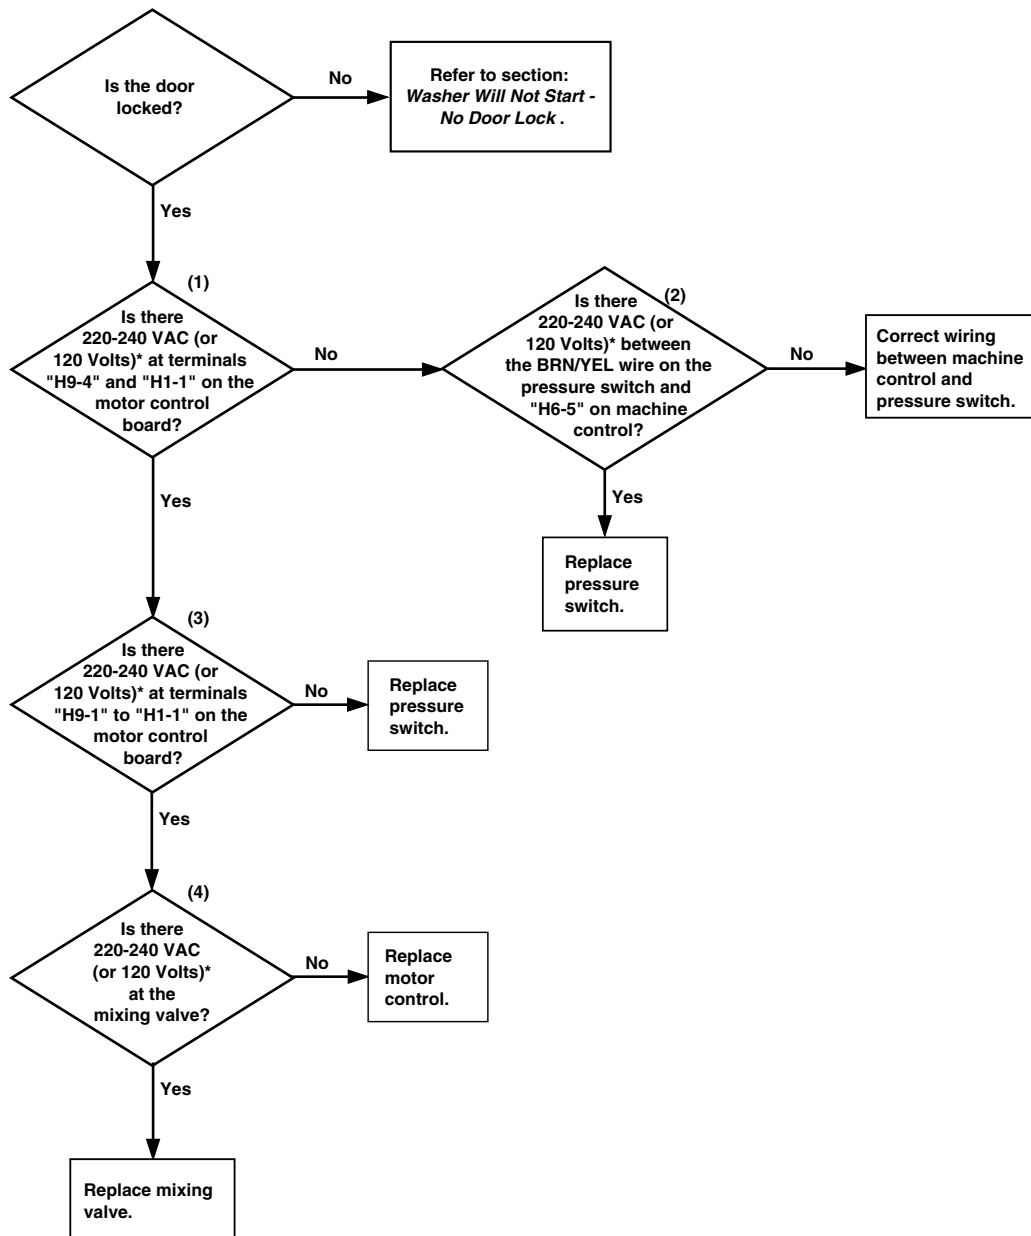 Is the door
locked?
No
Refer to section:
Washer Will Not Start -
No Door Lock .
Yes
(1)
Is there
220-240 VAC (or
120 Volts)* at terminals
"H9-4" and "H1-1" on the
motor control
board?
No
(2)
Is there
220-240 VAC (or
120 Volts)* between
the BRN/YEL wire on the
pressure switch and
"H6-5" on machine
control?
No
Correct wiring
between machine
control and
pressure switch.
Yes
Yes
Replace
pressure
switch.
(3)
Is there
220-240 VAC (or
120 Volts)* at terminals
"H9-1" to "H1-1" on the
motor control
board?
No
Replace
pressure
switch.
Yes
(4)
Is there
220-240 VAC
(or 120 Volts)*
at the
mixing valve?
No
Replace
motor
control.
Yes
Replace mixing
valve.